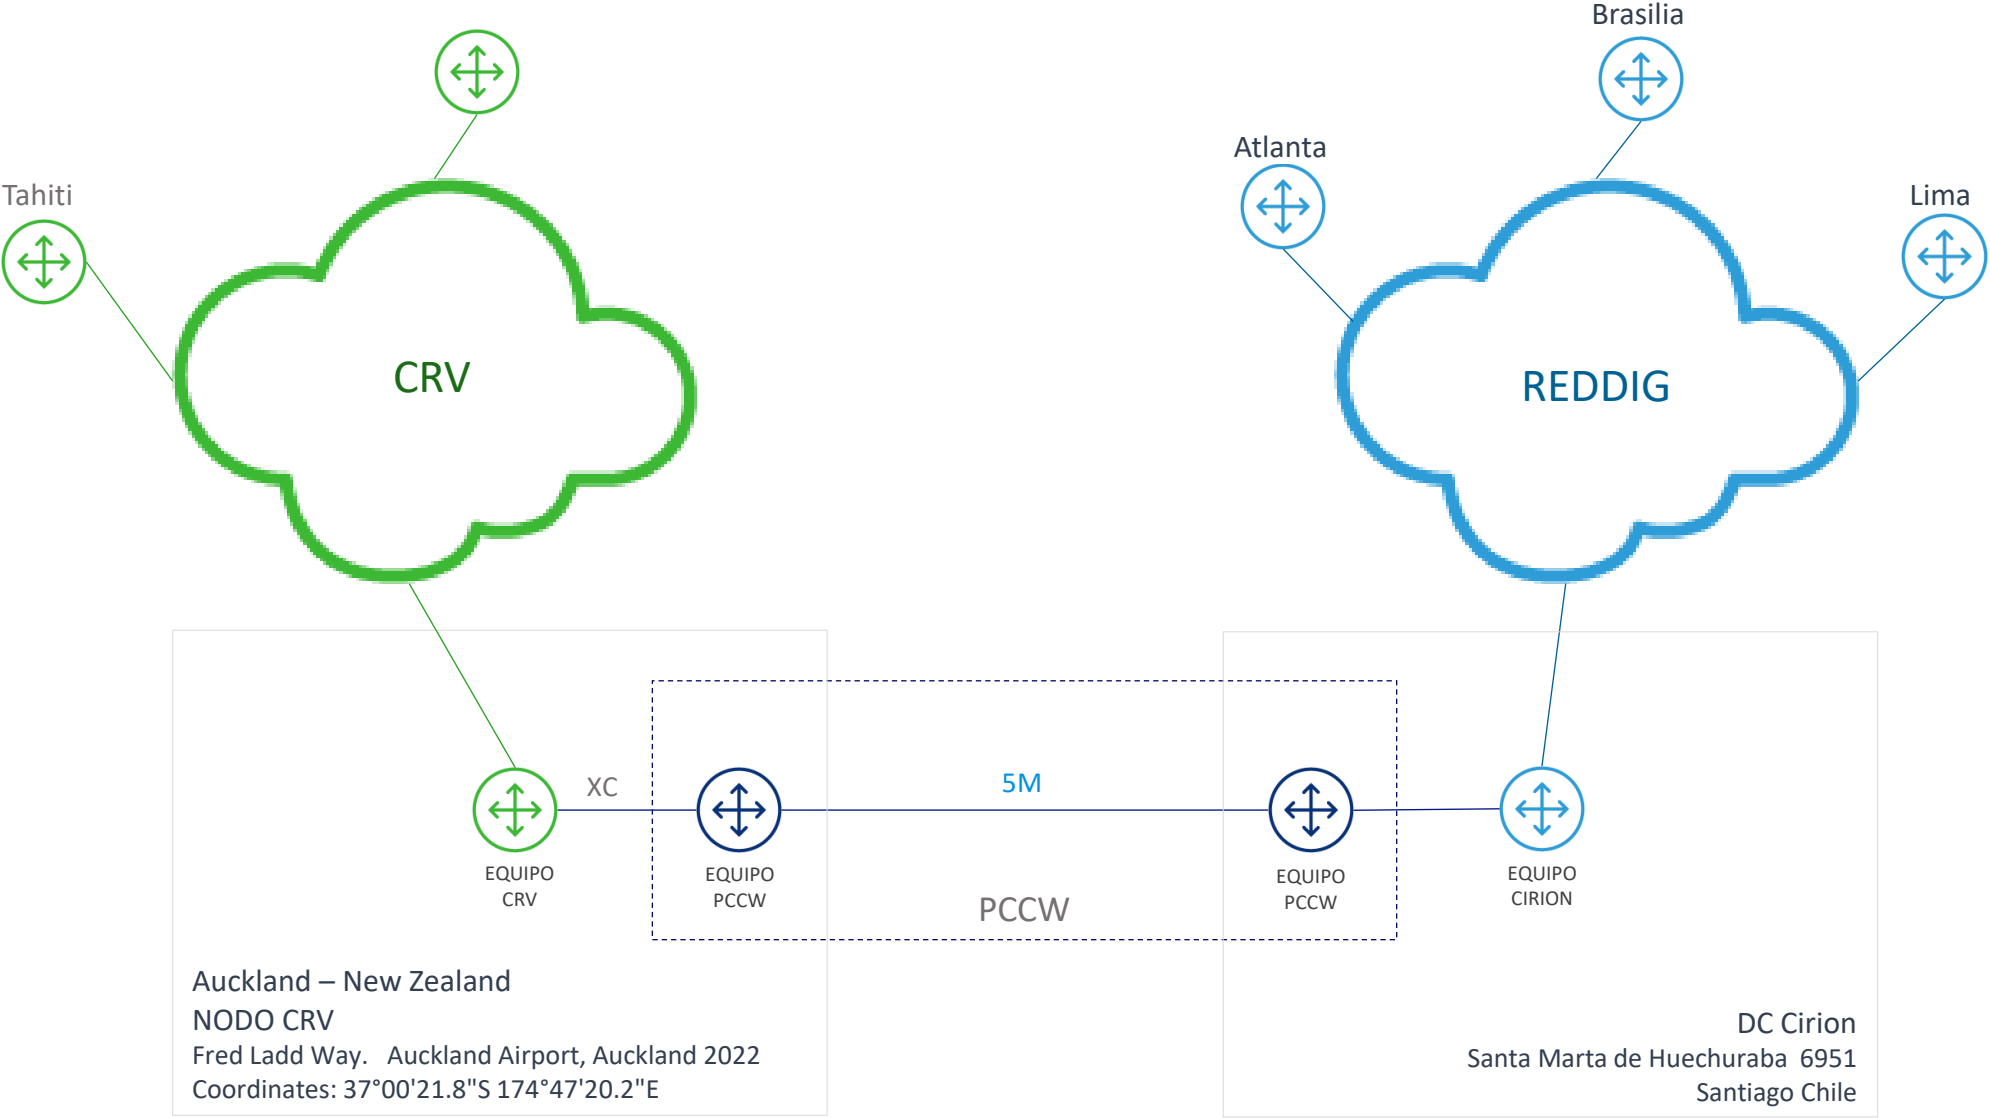 Brasilia
Atlanta
Tahiti
Lima
CRV
REDDIG
XC
5M
EQUIPO
CRV
EQUIPO
PCCW
PCCW
EQUIPO
PCCW
EQUIPO
CIRION
Auckland – New Zealand
NODO CRV
Fred Ladd Way.   Auckland Airport, Auckland 2022
Coordinates: 37°00'21.8"S 174°47'20.2"E
DC Cirion
Santa Marta de Huechuraba  6951
Santiago Chile